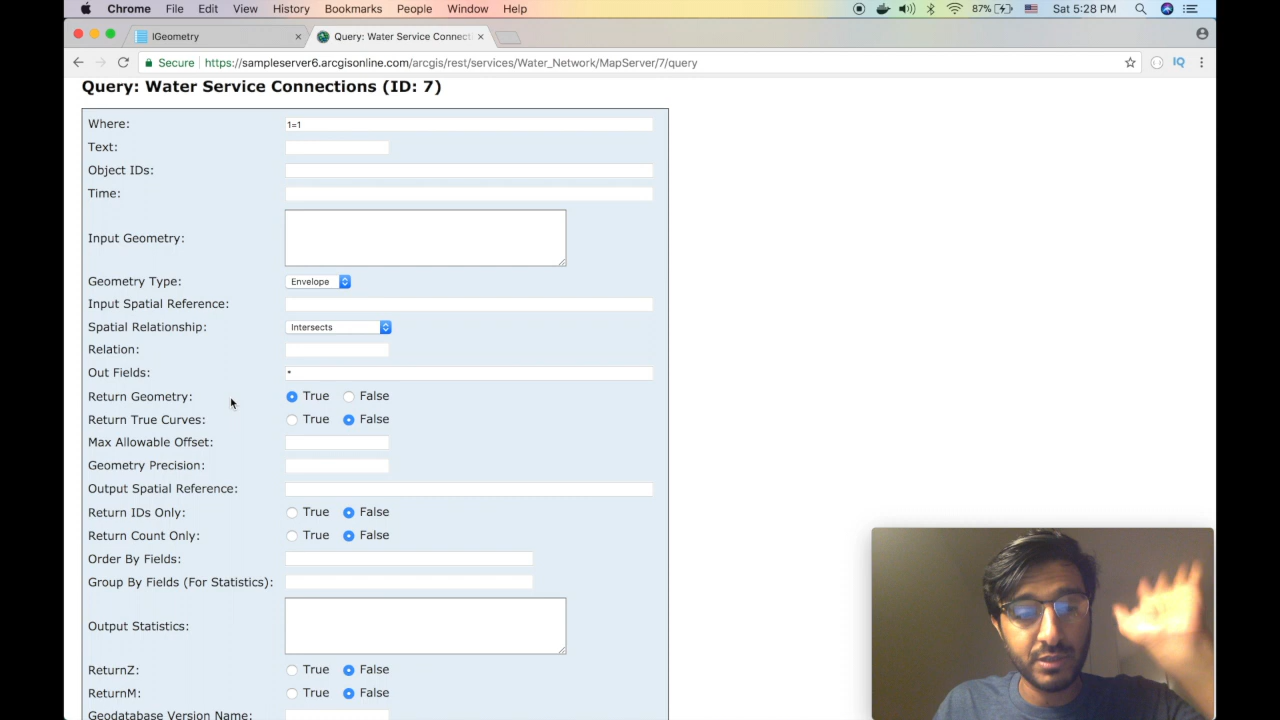 Chrome File Edit View History Bookmarks People Window Help 87% Sat 5:28 PM
IGeometry × Query: Water Service Connecti ×
Secure https://sampleserver6.arcgisonline.com/arcgis/rest/services/Water_Network/MapServer/7/query IQ
Query: Water Service Connections (ID: 7)
Where: 1=1
Text:
Object IDs:
Time:
Input Geometry:
Geometry Type: Envelope
Input Spatial Reference:
Spatial Relationship: Intersects
Relation:
Out Fields: *
Return Geometry: True False
Return True Curves: True False
Max Allowable Offset:
Geometry Precision:
Output Spatial Reference:
Return IDs Only: True False
Return Count Only: True False
Order By Fields:
Group By Fields (For Statistics):
Output Statistics:
ReturnZ: True False
ReturnM: True False
Geodatabase Version Name: